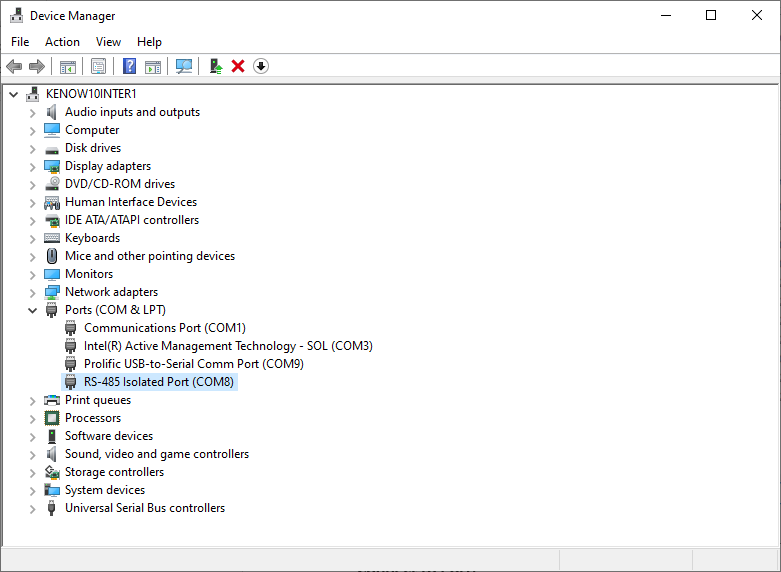 Device Manager
File Action View Help
KENOW10INTER1
Audio inputs and outputs
Computer
Disk drives
Display adapters
DVD/CD-ROM drives
Human Interface Devices
IDE ATA/ATAPI controllers
Keyboards
Mice and other pointing devices
Monitors
Network adapters
Ports (COM & LPT)
Communications Port (COM1)
Intel(R) Active Management Technology - SOL (COM3)
Prolific USB-to-Serial Comm Port (COM9)
RS-485 Isolated Port (COM8)
Print queues
Processors
Software devices
Sound, video and game controllers
Storage controllers
System devices
Universal Serial Bus controllers